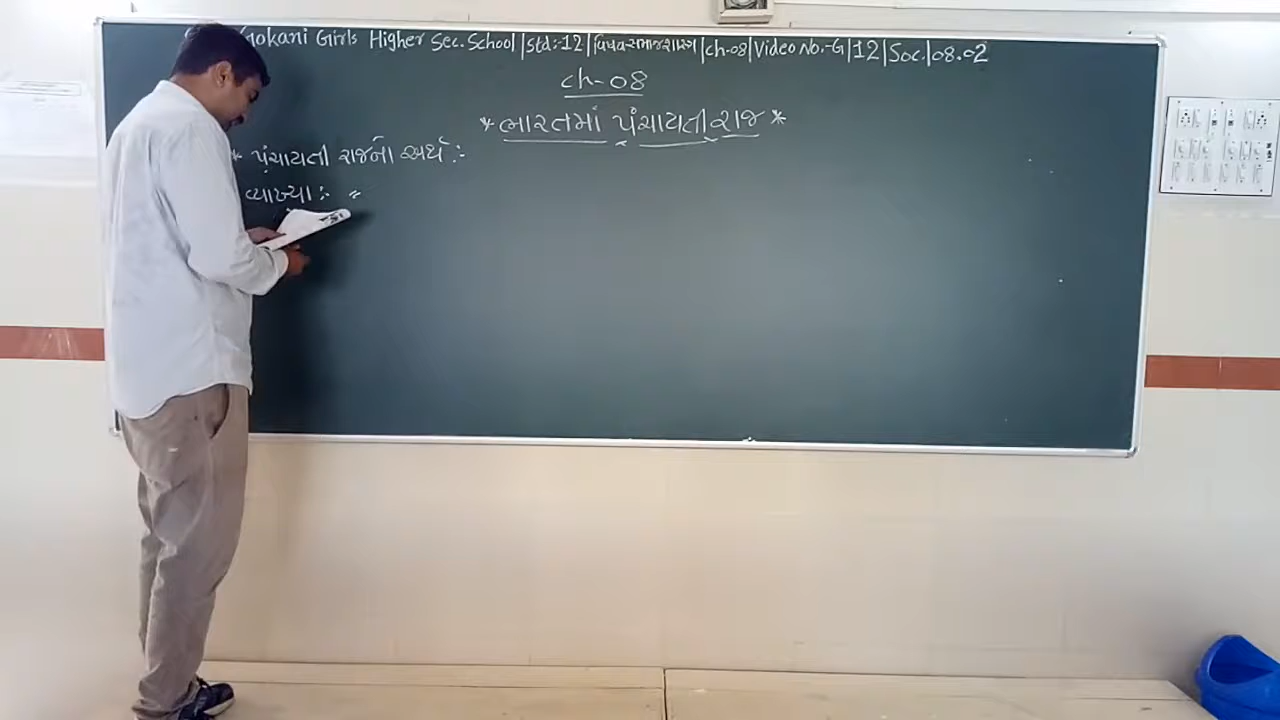 Gokani Girls Higher Sec. School | Std:-12 | વિષય સમાજશાસ્ત્ર | ch-08 | Video No.-G|12|Soc.|08.02
ch-08
* ભારતમાં પંચાયતી રાજ *
* પંચાયતી રાજનો અર્થ :-
વ્યાખ્યા :- "